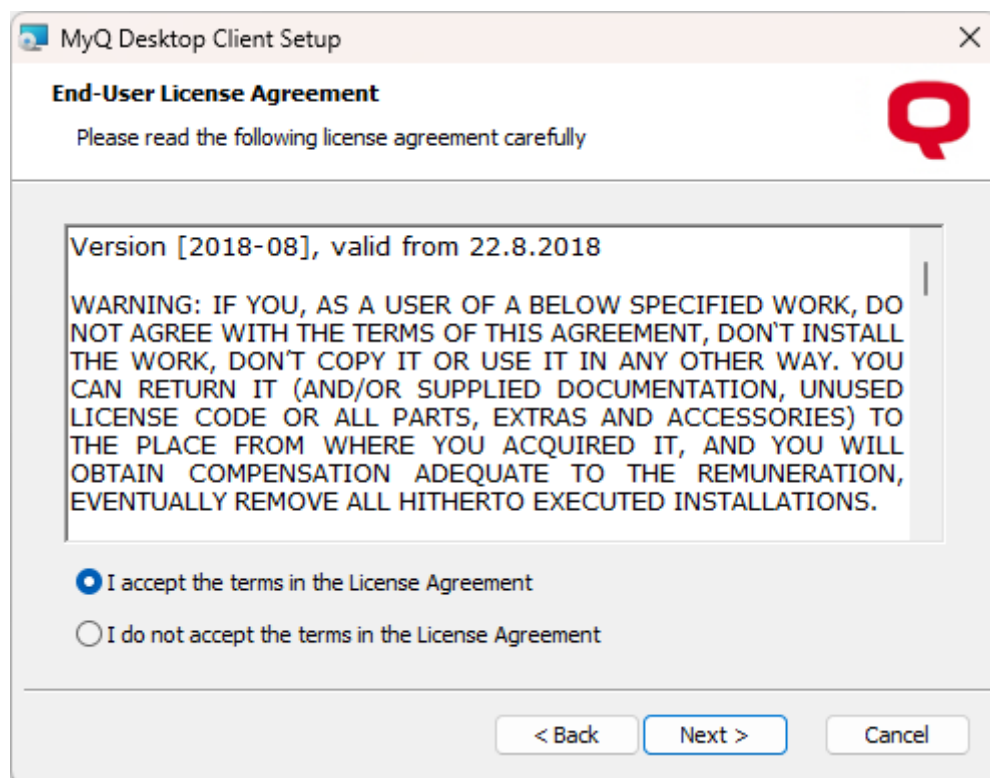 MyQ Desktop Client Setup
End-User License Agreement
Please read the following license agreement carefully
Version [2018-08], valid from 22.8.2018
WARNING: IF YOU, AS A USER OF A BELOW SPECIFIED WORK, DO
NOT AGREE WITH THE TERMS OF THIS AGREEMENT, DON`T INSTALL
THE WORK, DON’T COPY IT OR USE IT IN ANY OTHER WAY. YOU
CAN RETURN IT (AND/OR SUPPLIED DOCUMENTATION, UNUSED
LICENSE CODE OR ALL PARTS, EXTRAS AND ACCESSORIES) TO
THE PLACE FROM WHERE YOU ACQUIRED IT, AND YOU WILL
OBTAIN COMPENSATION ADEQUATE TO THE REMUNERATION,
EVENTUALLY REMOVE ALL HITHERTO EXECUTED INSTALLATIONS.
I accept the terms in the License Agreement
I do not accept the terms in the License Agreement
< Back
Next >
Cancel